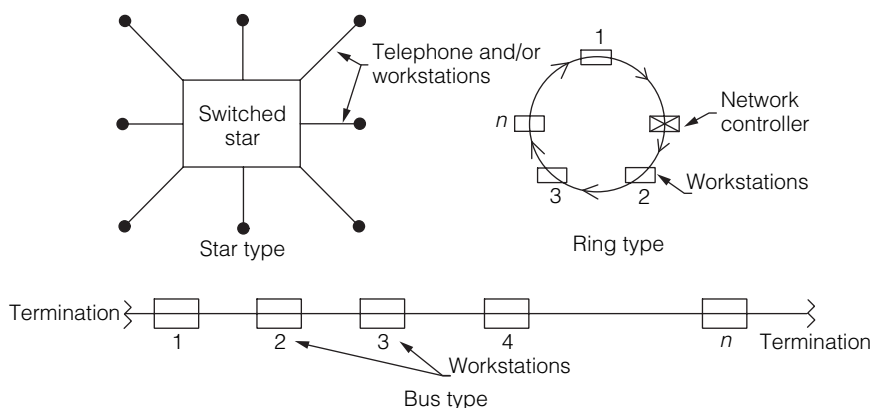 Telephone and/or
workstations
Switched
star
Star type
1
Network
controller
n
Workstations
3
2
Ring type
Termination
1
2
3
4
n
Termination
Workstations
Bus type